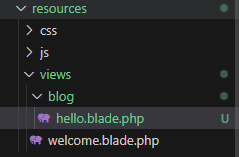 resources
css
js
views
blog
hello.blade.php U
welcome.blade.php